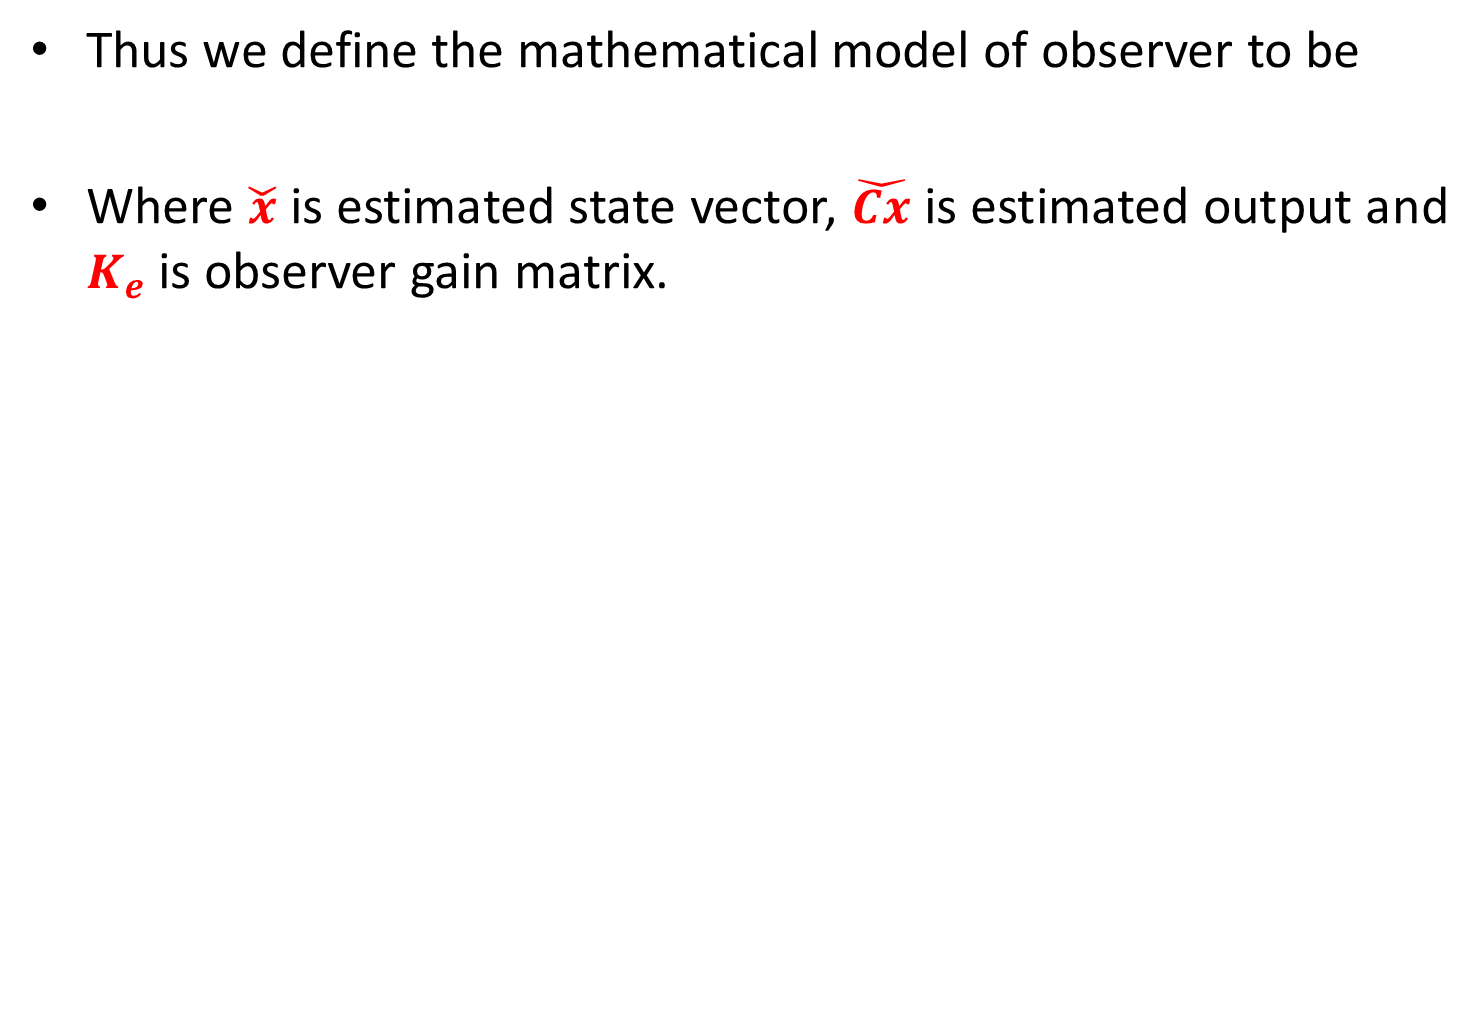 • Thus we define the mathematical model of observer to be
• Where x̌ is estimated state vector, C͝x is estimated output and
Kₑ is observer gain matrix.